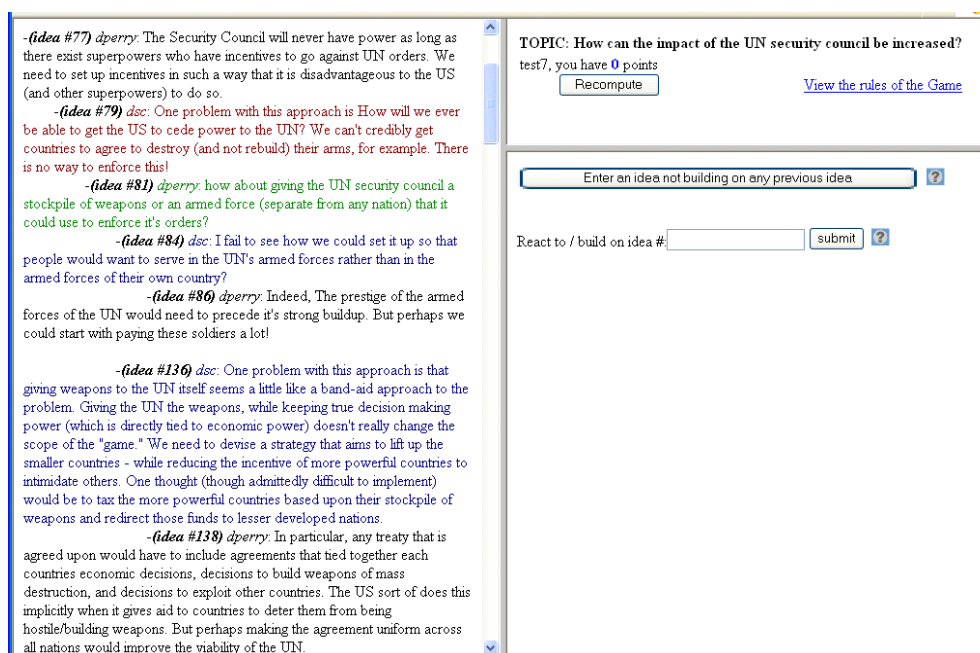 -(idea #77) dperry: The Security Council will never have power as long as
there exist superpowers who have incentives to go against UN orders. We
need to set up incentives in such a way that it is disadvantageous to the US
(and other superpowers) to do so.
-(idea #79) dsc: One problem with this approach is How will we ever
be able to get the US to cede power to the UN? We can't credibly get
countries to agree to destroy (and not rebuild) their arms, for example. There
is no way to enforce this!
-(idea #81) dperry: how about giving the UN security council a
stockpile of weapons or an armed force (separate from any nation) that it
could use to enforce it's orders?
-(idea #84) dsc: I fail to see how we could set it up so that
people would want to serve in the UN's armed forces rather than in the
armed forces of their own country?
-(idea #86) dperry: Indeed, The prestige of the armed
forces of the UN would need to precede it's strong buildup. But perhaps we
could start with paying these soldiers a lot!
-(idea #136) dsc: One problem with this approach is that
giving weapons to the UN itself seems a little like a band-aid approach to the
problem. Giving the UN the weapons, while keeping true decision making
power (which is directly tied to economic power) doesn't really change the
scope of the "game." We need to devise a strategy that aims to lift up the
smaller countries - while reducing the incentive of more powerful countries to
intimidate others. One thought (though admittedly difficult to implement)
would be to tax the more powerful countries based upon their stockpile of
weapons and redirect those funds to lesser developed nations.
-(idea #138) dperry: In particular, any treaty that is
agreed upon would have to include agreements that tied together each
countries economic decisions, decisions to build weapons of mass
destruction, and decisions to exploit other countries. The US sort of does this
implicitly when it gives aid to countries to deter them from being
hostile/building weapons. But perhaps making the agreement uniform across
all nations would improve the viability of the UN.
TOPIC: How can the impact of the UN security council be increased?
test7, you have 0 points
Recompute View the rules of the Game
Enter an idea not building on any previous idea ?
React to / build on idea #: submit ?